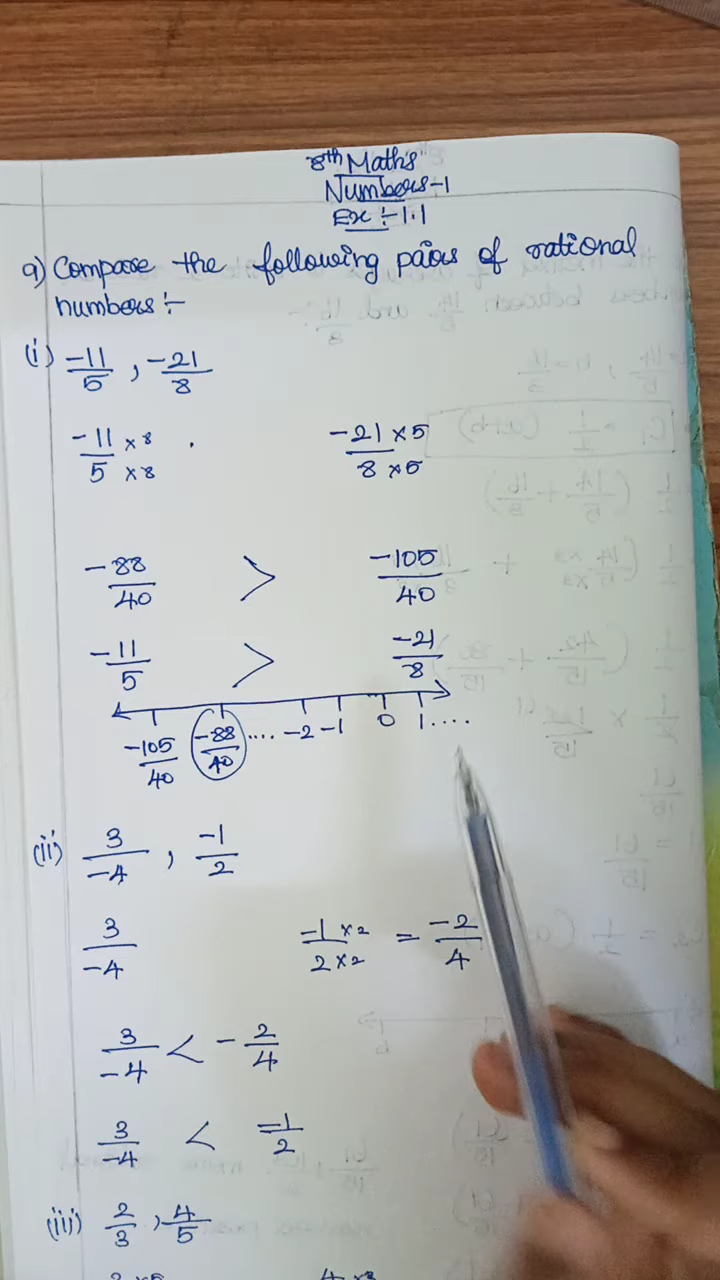 8th Maths"
Numbers-1
Ex :- 1.1
9) Compare the following pairs of rational
numbers :-
(i) -11/5 , -21/8
-11/5 ×8/×8 . -21/8 ×5/×5
-88/40 > -105/40
-11/5 > -21/8
-105/40 -88/40 .... -2 -1 0 1 ....
(ii) 3/-4 , -1/2
3/-4 -1/2 ×2/×2 = -2/4
3/-4 < -2/4
3/-4 < -1/2
(iii) 2/3 , 4/5